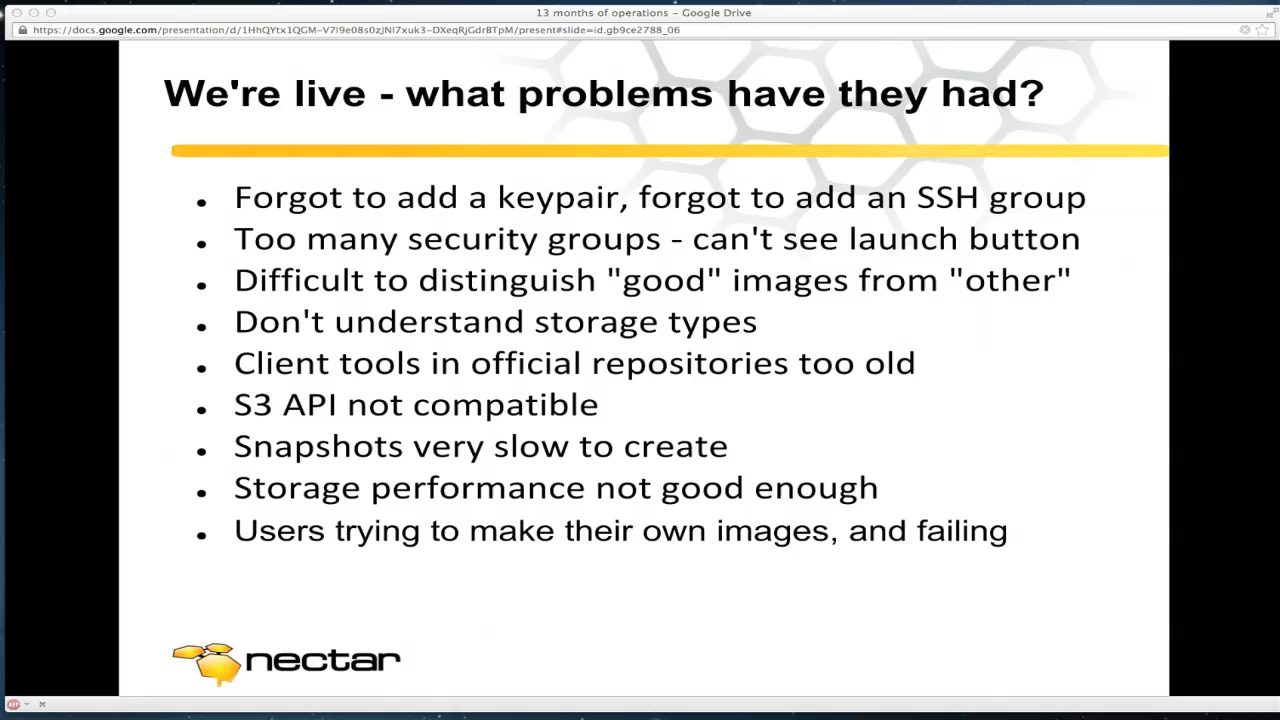 13 months of operations – Google Drive
https://docs.google.com/presentation/d/1HhQYtx1QGM-V7I9e08s0zJNl7xuk3-DXeqRjGdrBTpM/present#slide=id.gb9ce2788_06
We're live - what problems have they had?
• Forgot to add a keypair, forgot to add an SSH group
• Too many security groups - can't see launch button
• Difficult to distinguish "good" images from "other"
• Don't understand storage types
• Client tools in official repositories too old
• S3 API not compatible
• Snapshots very slow to create
• Storage performance not good enough
• Users trying to make their own images, and failing
nectar
ABP